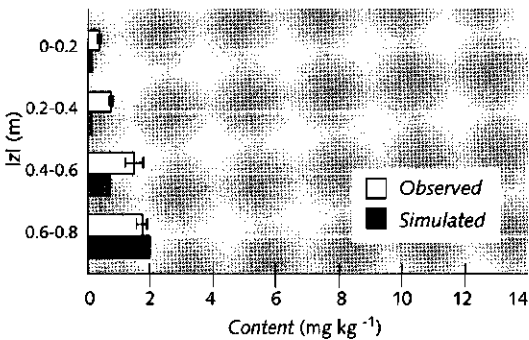 0-0.2
0.2-0.4
|z| (m)
0.4-0.6
Observed
Simulated
0.6-0.8
0 2 4 6 8 10 12 14
Content (mg kg -1)